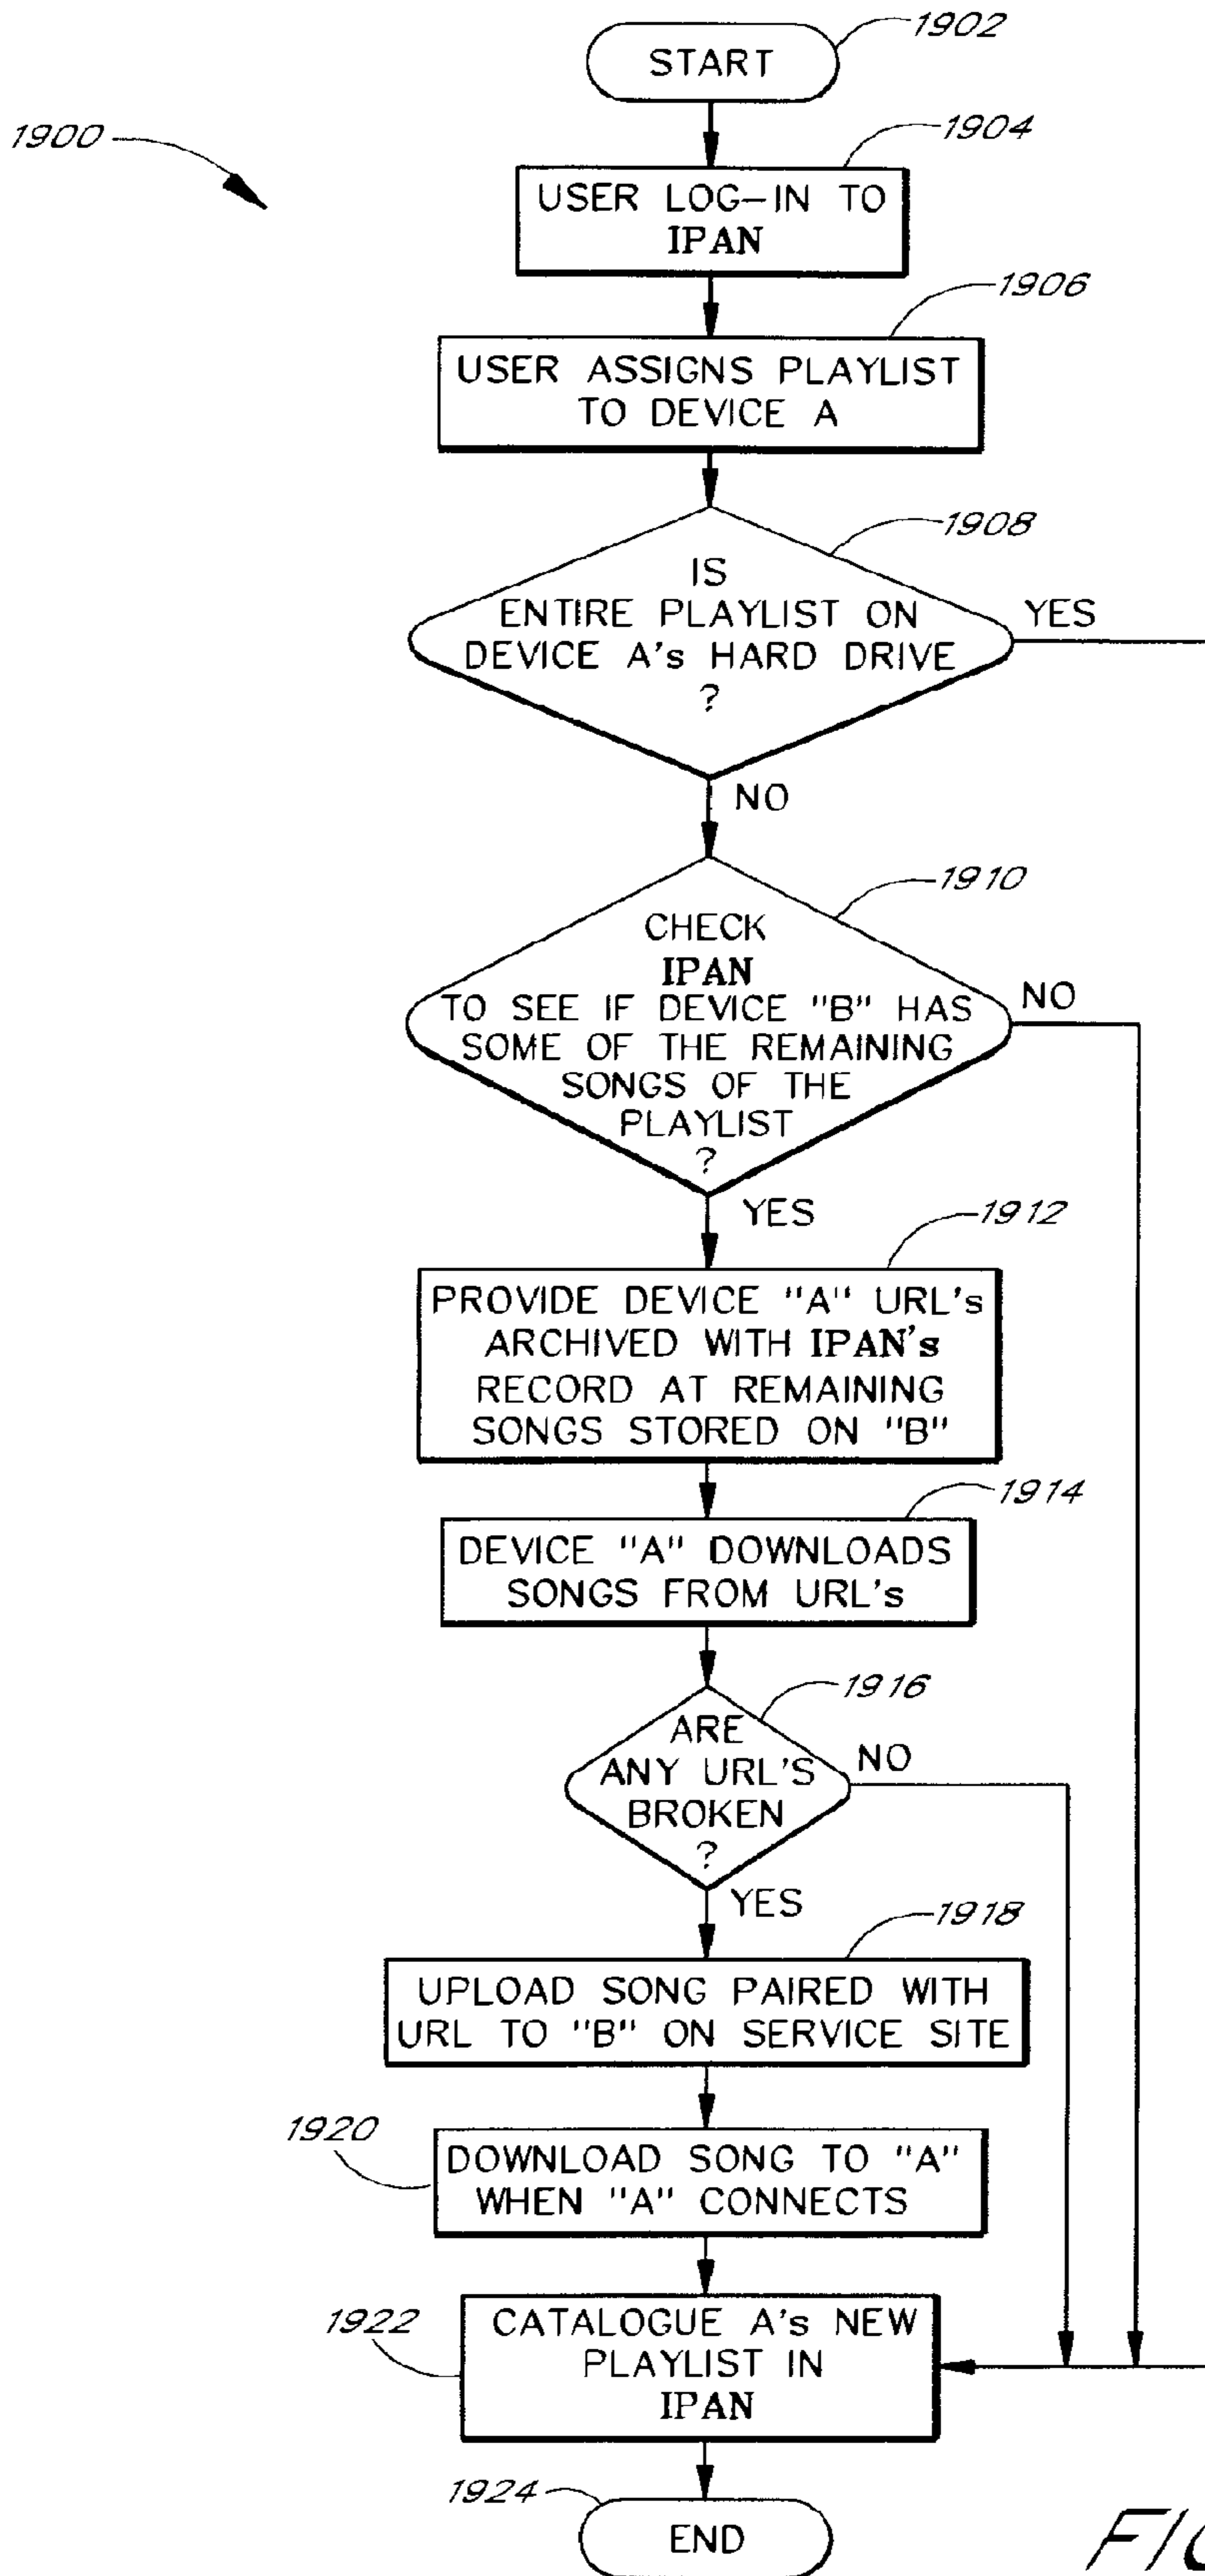 1902
START
1900
1904
USER LOG-IN TO
IPAN
1906
USER ASSIGNS PLAYLIST
TO DEVICE A
1908
IS
ENTIRE PLAYLIST ON
DEVICE A's HARD DRIVE
?
YES
NO
1910
CHECK
IPAN
TO SEE IF DEVICE "B" HAS
SOME OF THE REMAINING
SONGS OF THE
PLAYLIST
?
NO
YES
1912
PROVIDE DEVICE "A" URL's
ARCHIVED WITH IPAN's
RECORD AT REMAINING
SONGS STORED ON "B"
1914
DEVICE "A" DOWNLOADS
SONGS FROM URL's
1916
ARE
ANY URL'S
BROKEN
?
NO
YES
1918
UPLOAD SONG PAIRED WITH
URL TO "B" ON SERVICE SITE
1920
DOWNLOAD SONG TO "A"
WHEN "A" CONNECTS
1922
CATALOGUE A's NEW
PLAYLIST IN
IPAN
1924
END